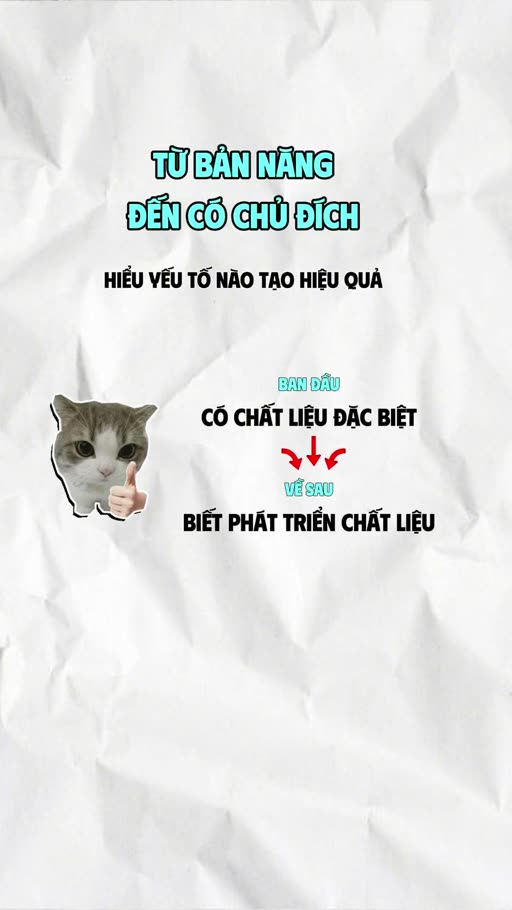 TỪ BẢN NĂNG
ĐẾN CÓ CHỦ ĐÍCH
HIỂU YẾU TỐ NÀO TẠO HIỆU QUẢ
BAN ĐẦU
CÓ CHẤT LIỆU ĐẶC BIỆT
VỀ SAU
BIẾT PHÁT TRIỂN CHẤT LIỆU